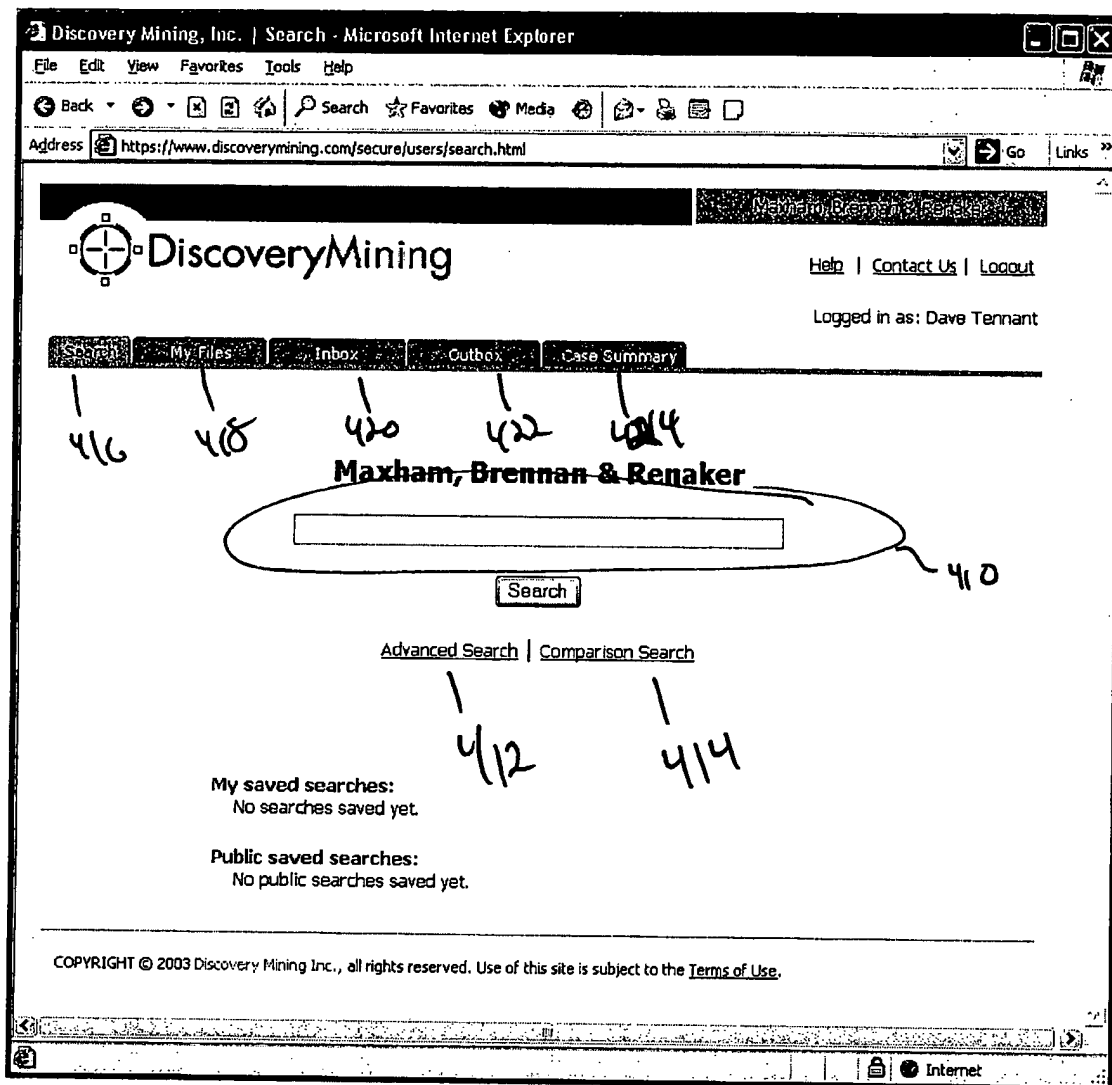 Discovery Mining, Inc. | Search - Microsoft Internet Explorer
File Edit View Favorites Tools Help
Back Search Favorites Media
Address https://www.discoverymining.com/secure/users/search.html Go Links »
Maxham, Brennan & Renaker
DiscoveryMining
Help | Contact Us | Logout
Logged in as: Dave Tennant
Search My Files Inbox Outbox Case Summary
416 418 420 422
Maxham, Brennan & Renaker
410
Search
Advanced Search | Comparison Search
412 414
My saved searches:
No searches saved yet.
Public saved searches:
No public searches saved yet.
COPYRIGHT © 2003 Discovery Mining Inc., all rights reserved. Use of this site is subject to the Terms of Use.
Internet